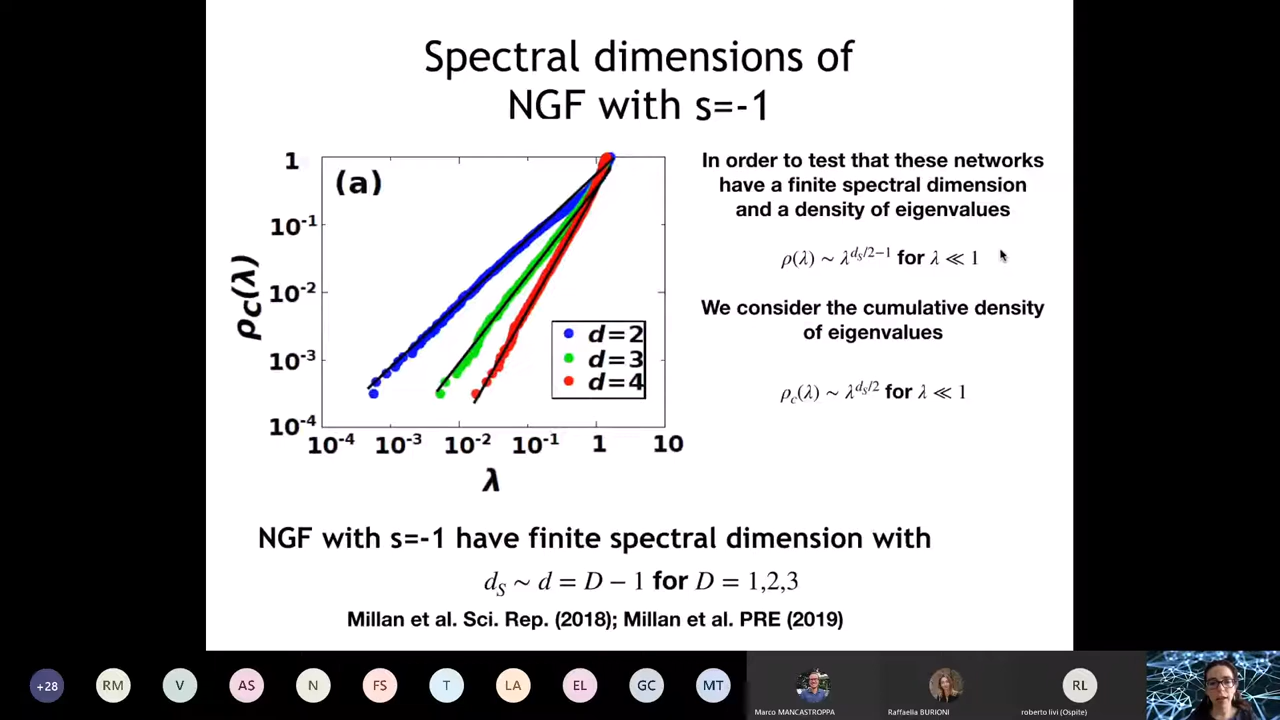 Spectral dimensions of
NGF with s=-1
(a)
ρc(λ)
1
10⁻¹
10⁻²
10⁻³
10⁻⁴
d=2
d=3
d=4
10⁻⁴ 10⁻³ 10⁻² 10⁻¹ 1 10
λ
In order to test that these networks
have a finite spectral dimension
and a density of eigenvalues
ρ(λ) ∼ λ^{d_S/2−1} for λ ≪ 1
We consider the cumulative density
of eigenvalues
ρ_c(λ) ∼ λ^{d_S/2} for λ ≪ 1
NGF with s=-1 have finite spectral dimension with
d_S ∼ d = D − 1 for D = 1,2,3
Millan et al. Sci. Rep. (2018); Millan et al. PRE (2019)
+28 RM V AS N FS T LA EL GC MT RL
Marco MANCASTROPPA Raffaella BURIONI roberto livi (Ospite)